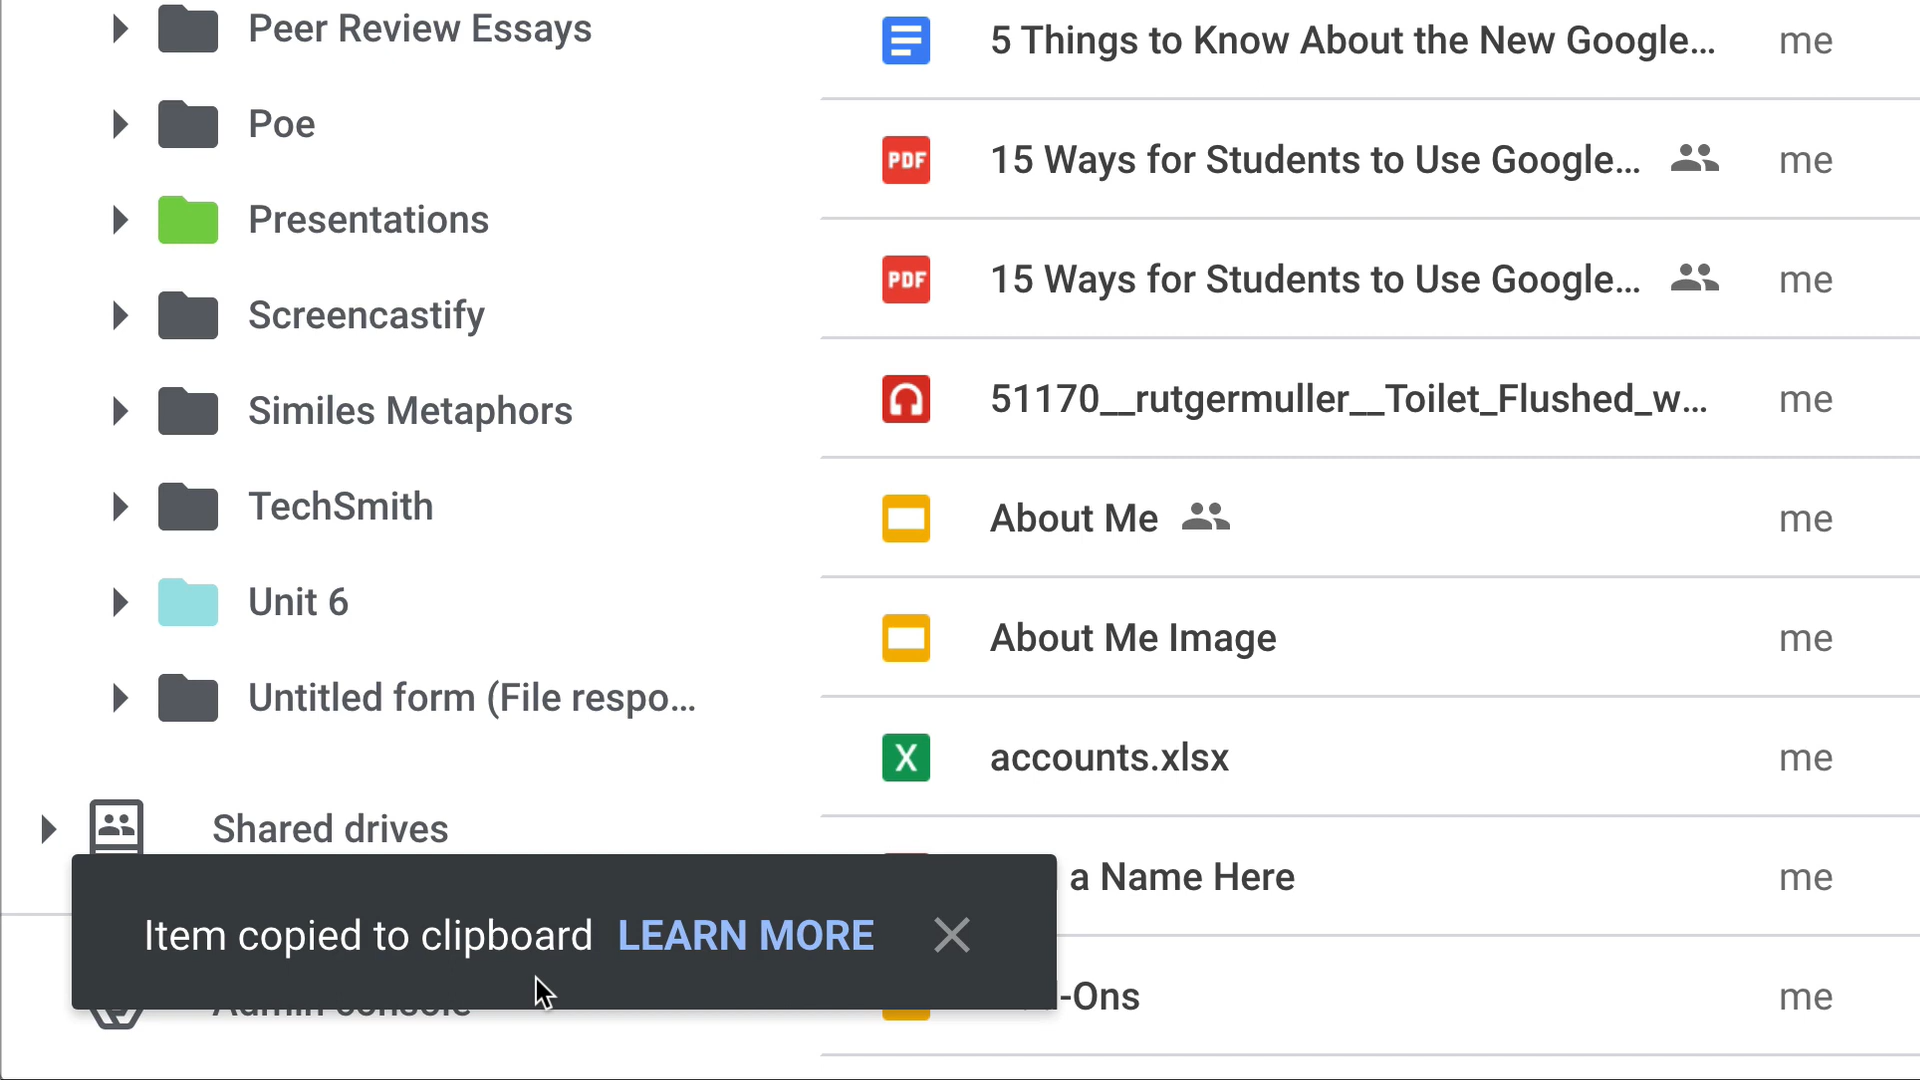 Peer Review Essays
Poe
Presentations
Screencastify
Similes Metaphors
TechSmith
Unit 6
Untitled form (File respo...
Shared drives
Admin console
5 Things to Know About the New Google... me
PDF 15 Ways for Students to Use Google... me
PDF 15 Ways for Students to Use Google... me
51170__rutgermuller__Toilet_Flushed_w... me
About Me me
About Me Image me
X accounts.xlsx me
a Name Here me
-Ons me
Item copied to clipboard LEARN MORE